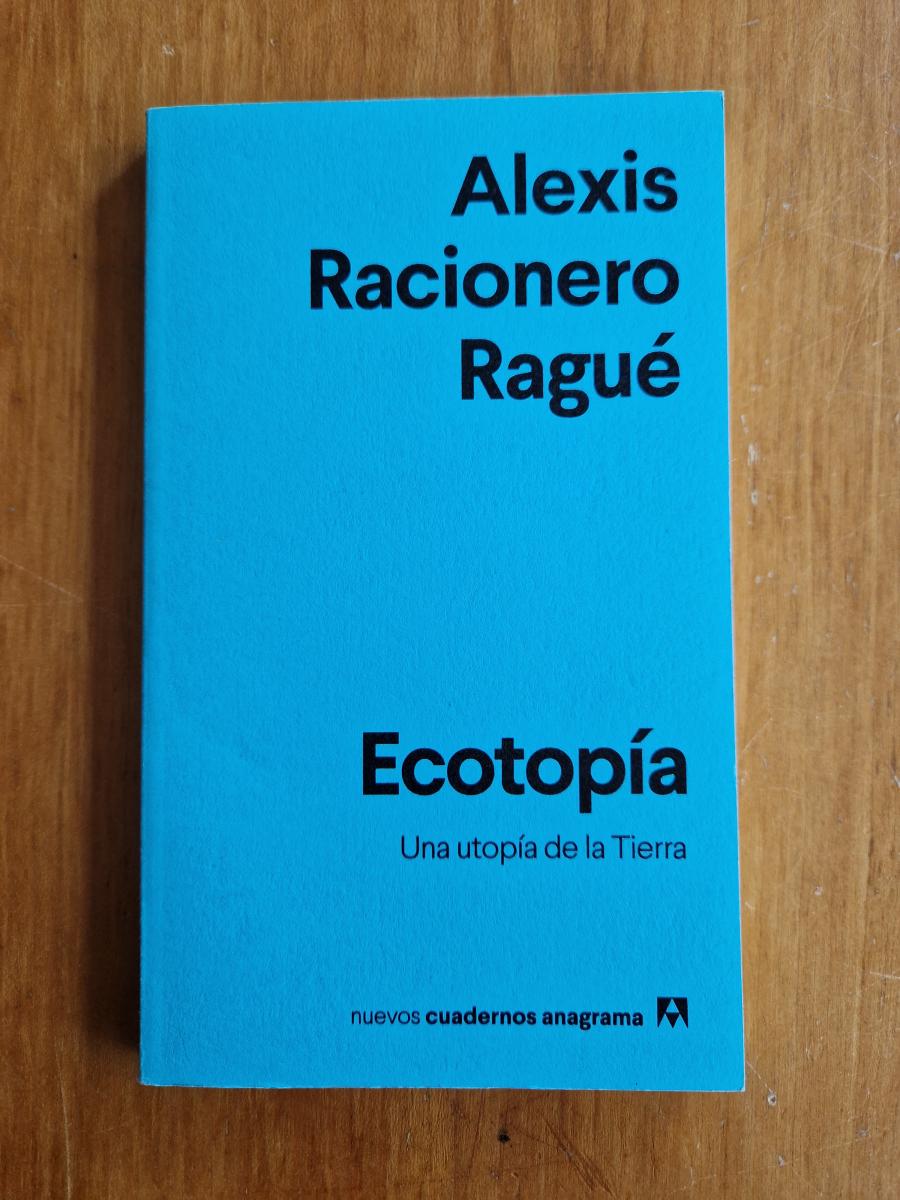 Alexis
Racionero
Ragué
Ecotopía
Una utopía de la Tierra
nuevos cuadernos anagrama